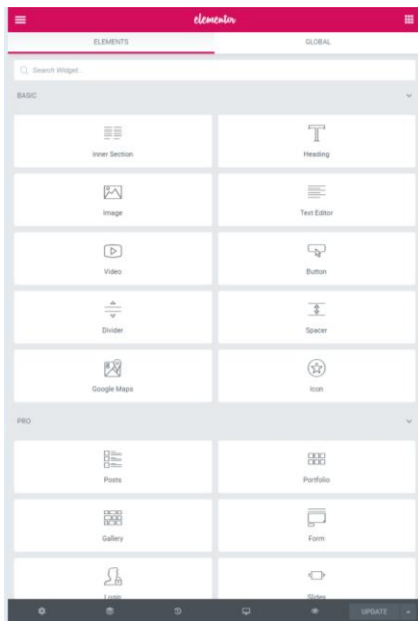 elementor
ELEMENTS GLOBAL
Search Widget...
BASIC
Inner Section Heading
Image Text Editor
Video Button
Divider Spacer
Google Maps Icon
PRO
Posts Portfolio
Gallery Form
Login Slides
UPDATE